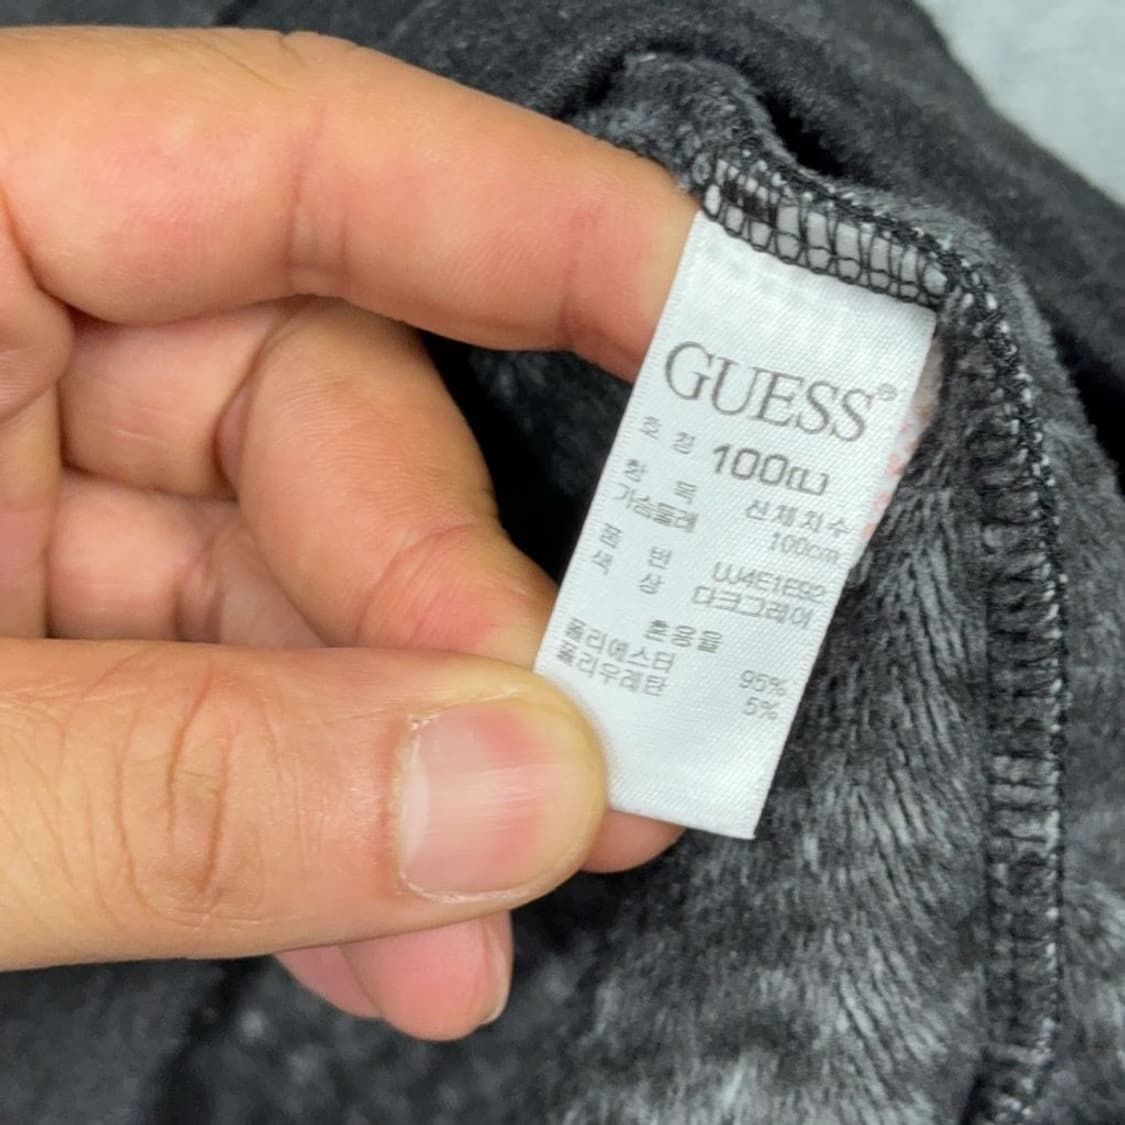 GUESS®
호 칭 100(L)
항 목 신체치수
가슴둘레 100cm
품 번 UJ4E1E92
색 상 다크그레이
혼용율
폴리에스터 95%
폴리우레탄 5%